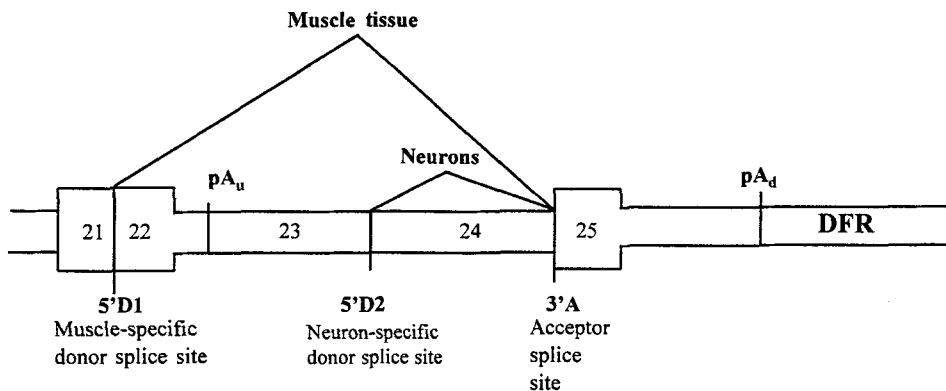 Muscle tissue
Neurons
pAu
pAd
21 22 23 24 25 DFR
5'D1
Muscle-specific
donor splice site
5'D2
Neuron-specific
donor splice site
3'A
Acceptor
splice
site